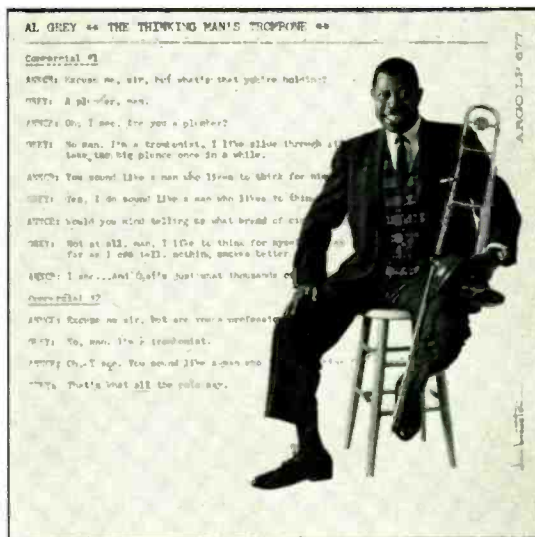 AL GREY ** THE THINKING MAN'S TROMBONE **
Commercial #1
ANNCR: Excuse me, sir, but what's that you're holding?
GREY: A plunger, man.
ANNCR: Oh, I see. Are you a plumber?
GREY: No man. I'm a trombonist. I like slide through
take the big plunge once in a while.
ANNCR: You sound like a man who likes to think for
GREY: Yes, I do sound like a man who likes to
ANNCR: Would you mind telling us what brand of
GREY: Not at all, man. I like to think for
far as I can tell, nothin, smokes better
ANNCR: I see...And that's just what thousands
Commercial #2
ANNCR: Excuse me sir, but are you a
GREY: No, man. I'm a trombonist.
ANNCR: Oh, I see. You sound like a man who
GREY: That's what all the say.
ARGO LP 677